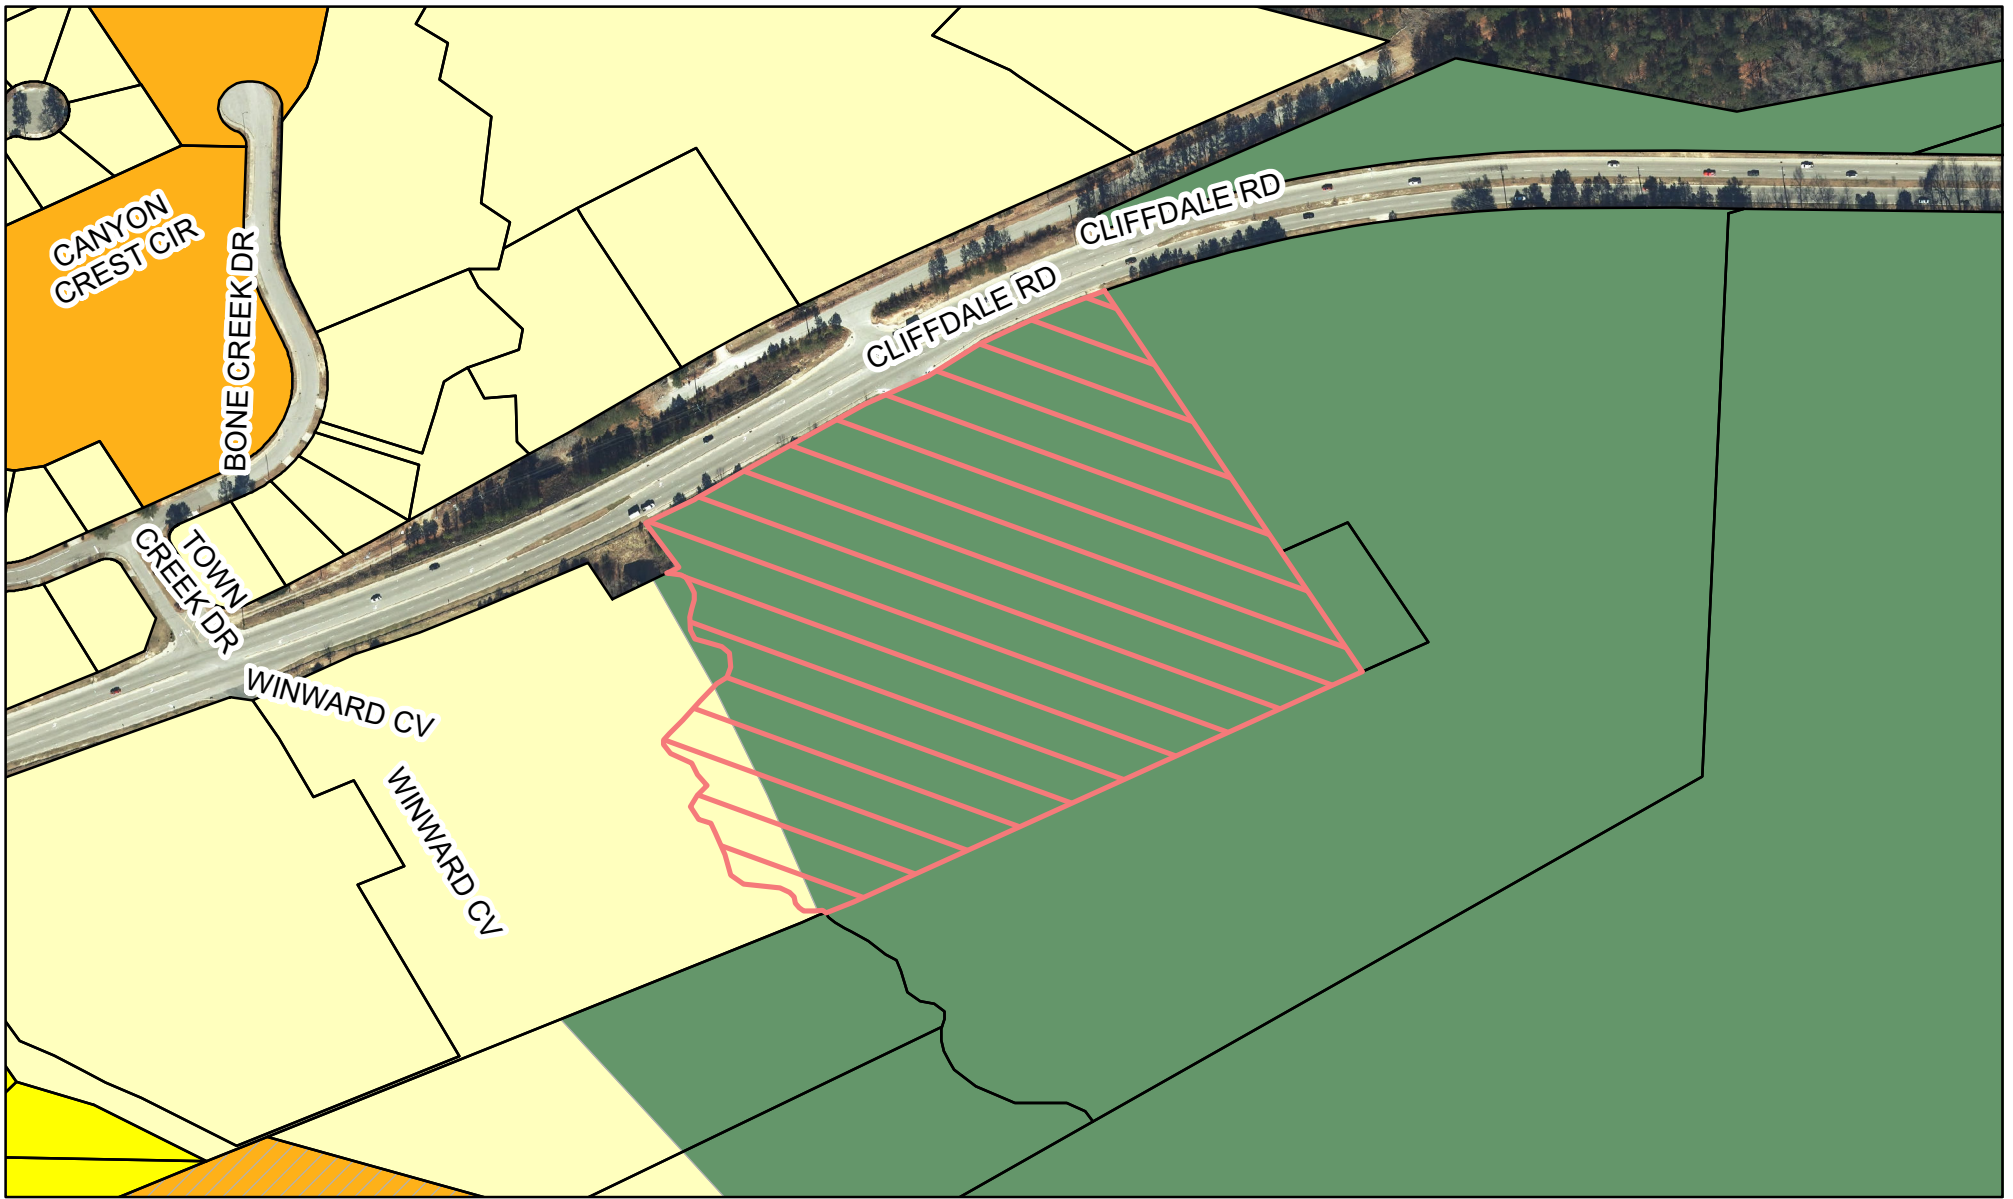 CLIFFDALE RD
CANYON
CREST CIR
BONE CREEK DR
CLIFFDALE RD
TOWN
CREEK DR
WINWARD CV
WINWARD CV